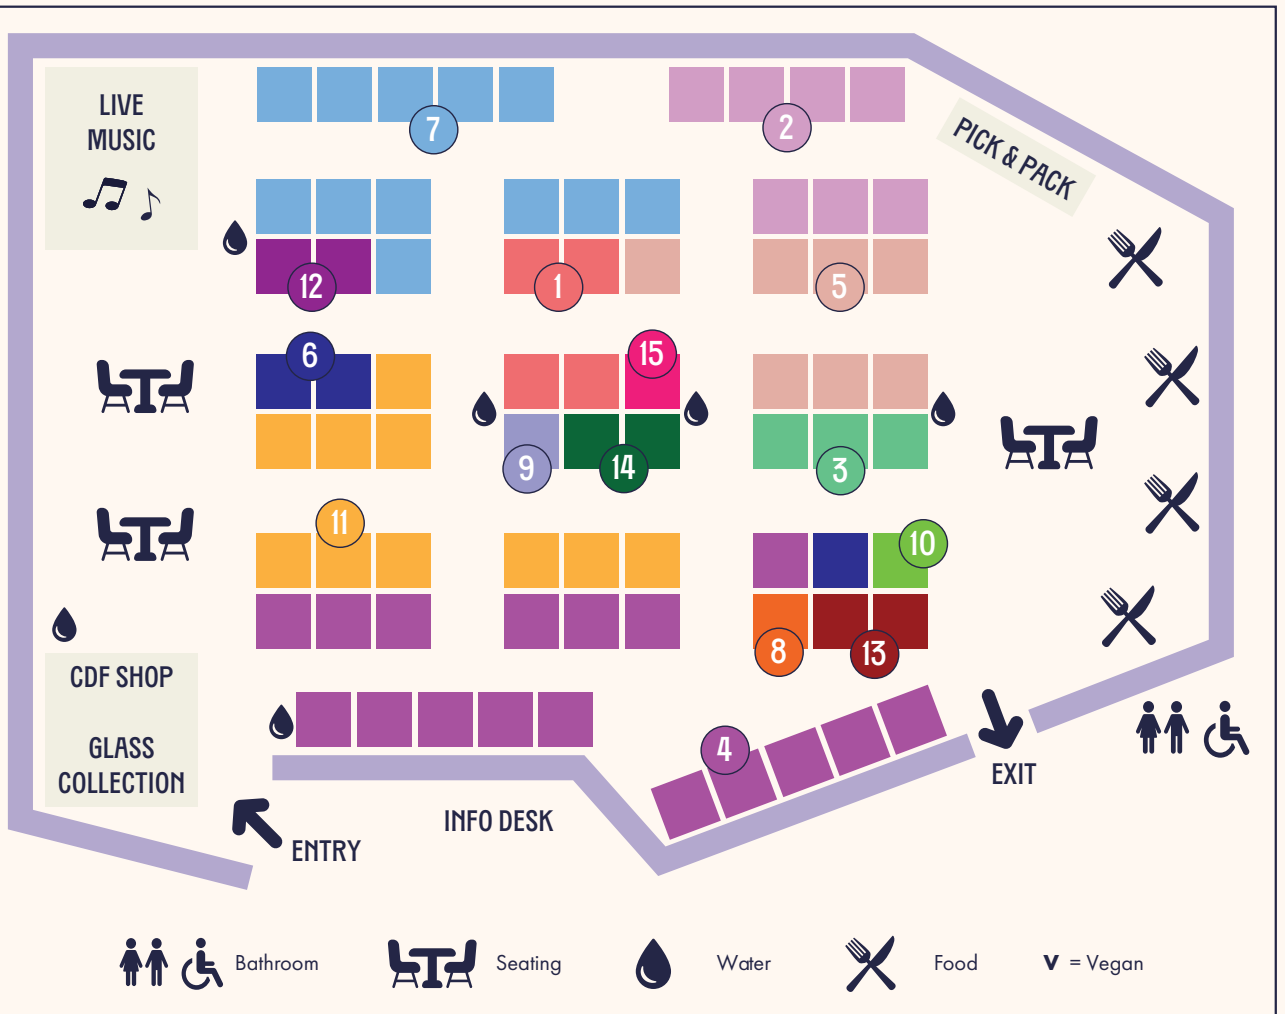 LIVE
MUSIC
7
2
PICK & PACK
12
1
5
6
15
9
14
3
11
10
8
13
CDF SHOP
GLASS
COLLECTION
4
EXIT
INFO DESK
ENTRY
Bathroom
Seating
Water
Food
V = Vegan